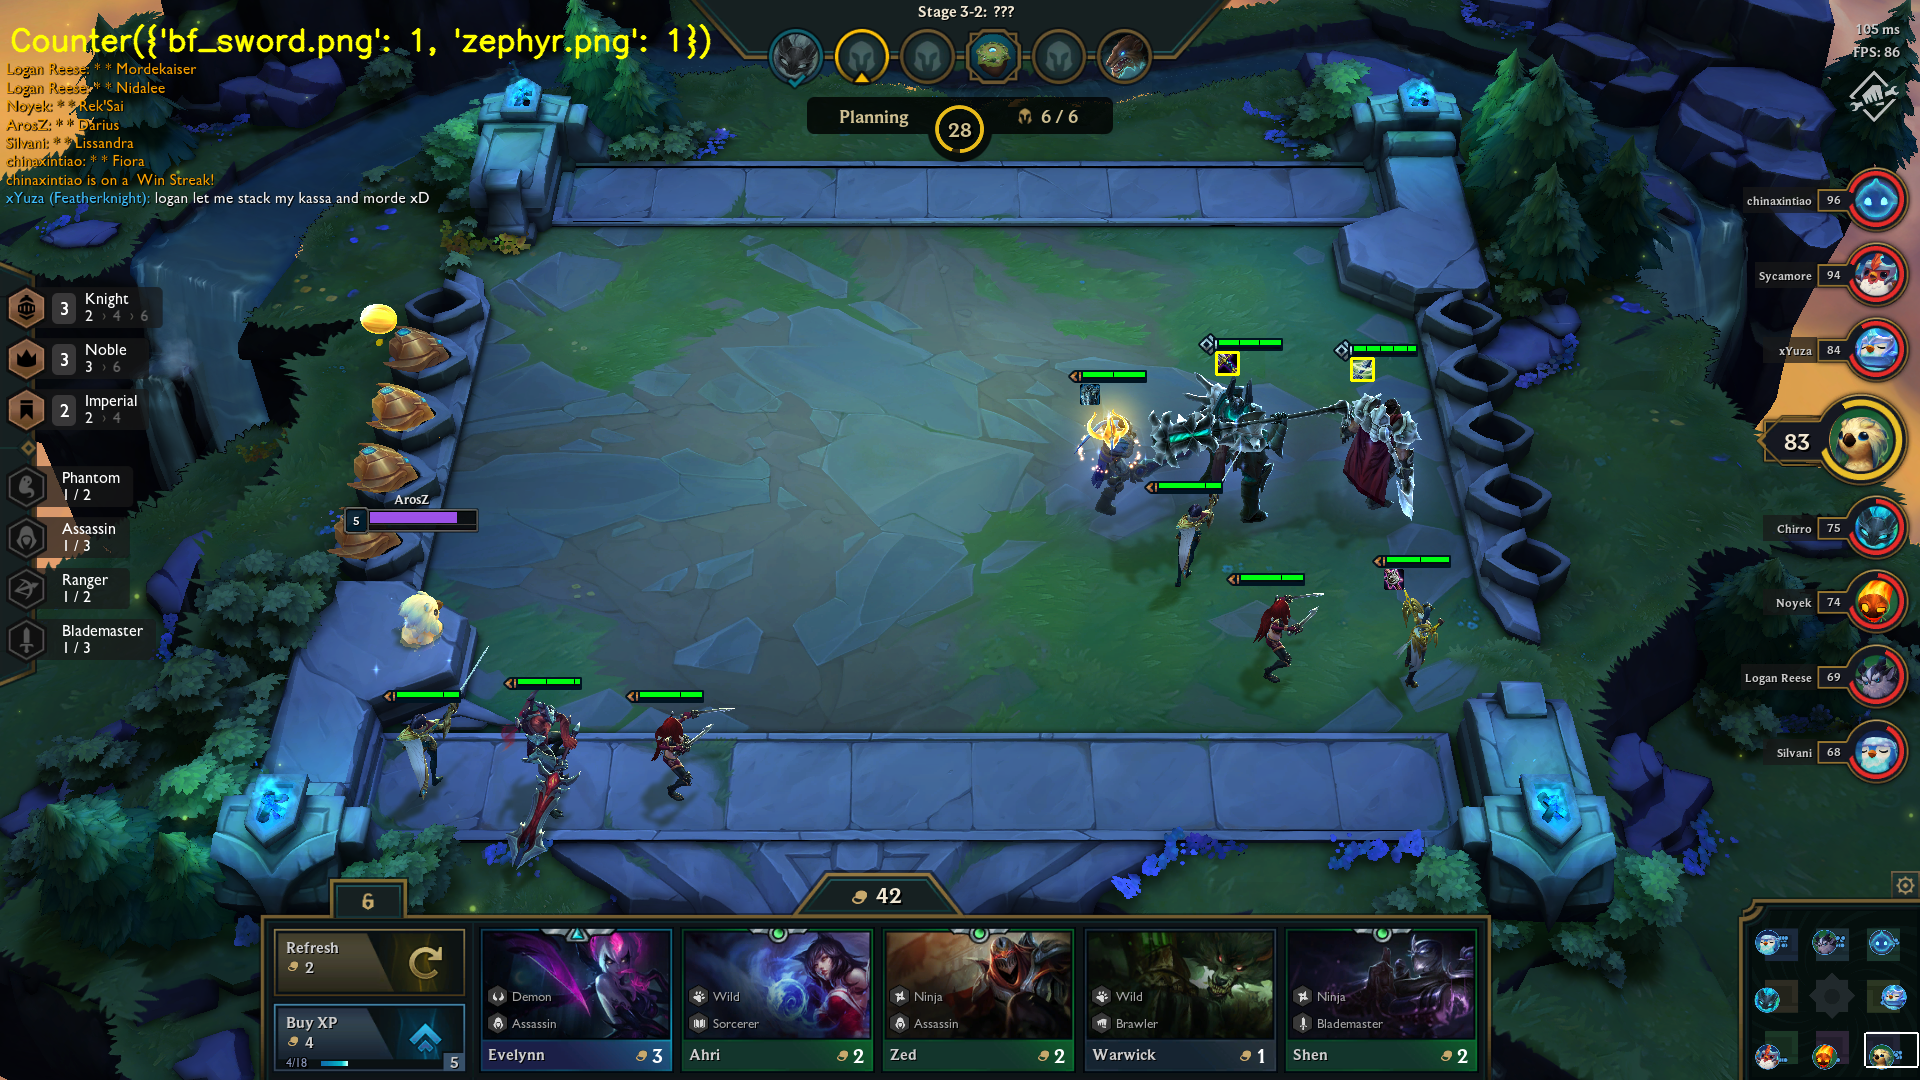 Stage 3-2: ???
Counter({'bf_sword.png': 1, 'zephyr.png': 1})
105 ms
FPS: 86
Logan Reese: * * Mordekaiser
Logan Reese: * * Nidalee
Noyek: * * Rek'Sai
ArosZ: * * Darius
Silvani: * * Lissandra
chinaxintiao: * * Fiora
chinaxintiao is on a Win Streak!
xYuza (Featherknight): logan let me stack my kassa and morde xD
Planning
28
6 / 6
chinaxintiao 96
Sycamore 94
xYuza 84
83
Chirro 75
Noyek 74
Logan Reese 69
Silvani 68
3 Knight
2 › 4 › 6
3 Noble
3 › 6
2 Imperial
2 › 4
Phantom
1 / 2
Assassin
1 / 3
Ranger
1 / 2
Blademaster
1 / 3
ArosZ
5
6
42
Refresh
2
Buy XP
4
4/18
5
Demon
Assassin
Evelynn 3
Wild
Sorcerer
Ahri 2
Ninja
Assassin
Zed 2
Wild
Brawler
Warwick 1
Ninja
Blademaster
Shen 2